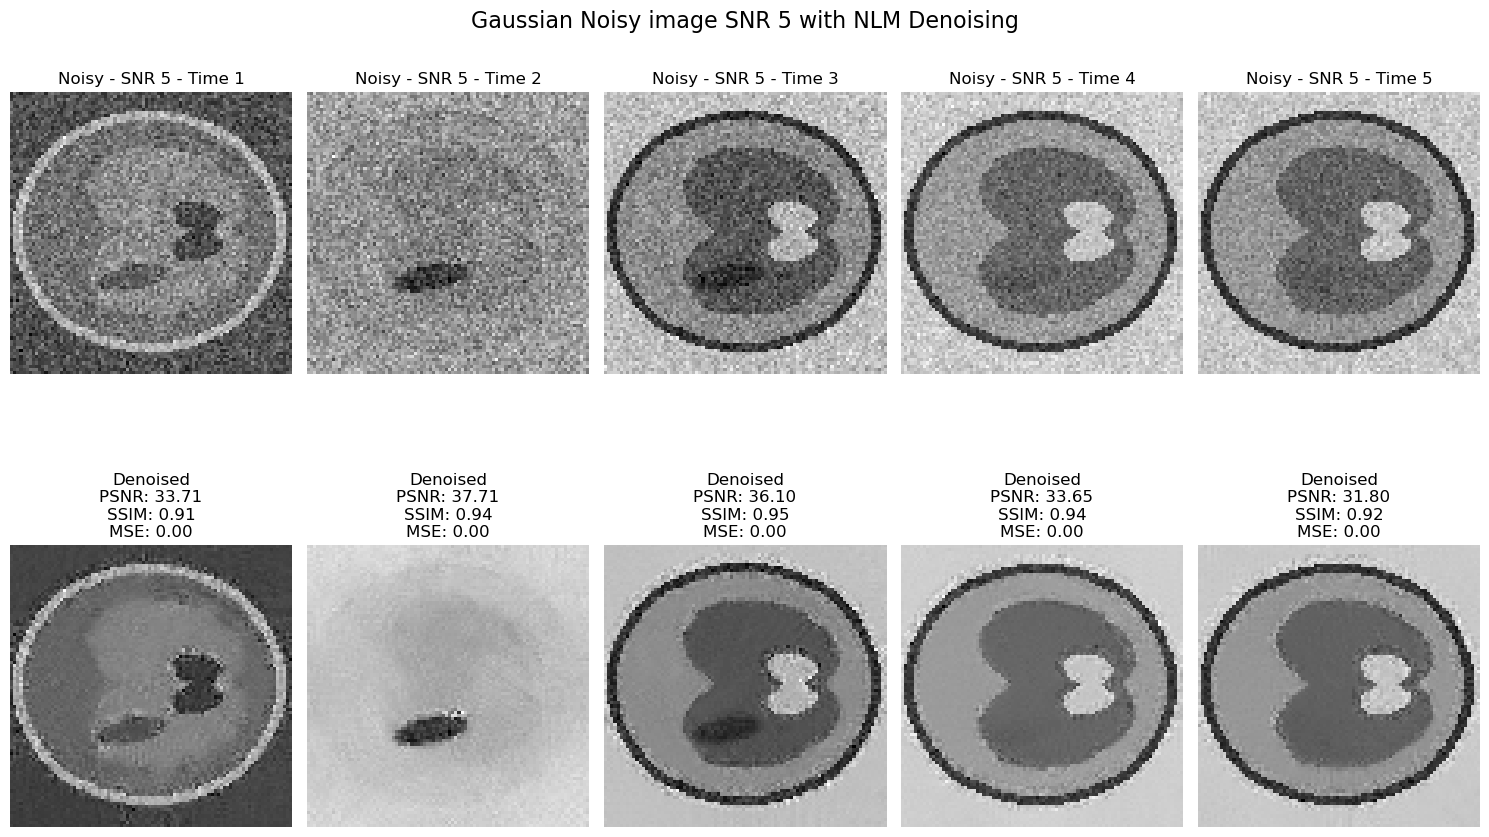 Gaussian Noisy image SNR 5 with NLM Denoising
Noisy - SNR 5 - Time 1
Noisy - SNR 5 - Time 2
Noisy - SNR 5 - Time 3
Noisy - SNR 5 - Time 4
Noisy - SNR 5 - Time 5
Denoised
PSNR: 33.71
SSIM: 0.91
MSE: 0.00
Denoised
PSNR: 37.71
SSIM: 0.94
MSE: 0.00
Denoised
PSNR: 36.10
SSIM: 0.95
MSE: 0.00
Denoised
PSNR: 33.65
SSIM: 0.94
MSE: 0.00
Denoised
PSNR: 31.80
SSIM: 0.92
MSE: 0.00